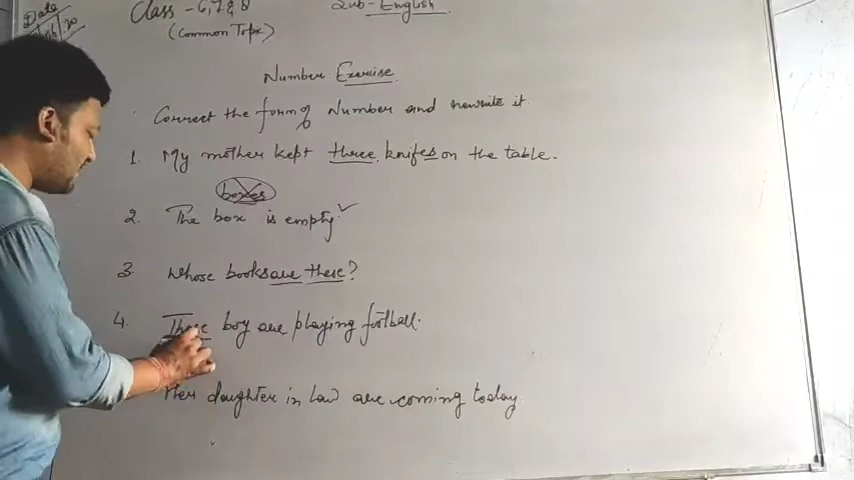 Date
Class - 6,7 & 8
Sub- English
(Common Topic)
Number Exercise
Correct the form of Number and rewrite it
1. My mother kept three knifes on the table.
boxes
2. The box is empty ✓
3. Whose books are these?
4. These boy are playing football.
Her daughter in law are coming today